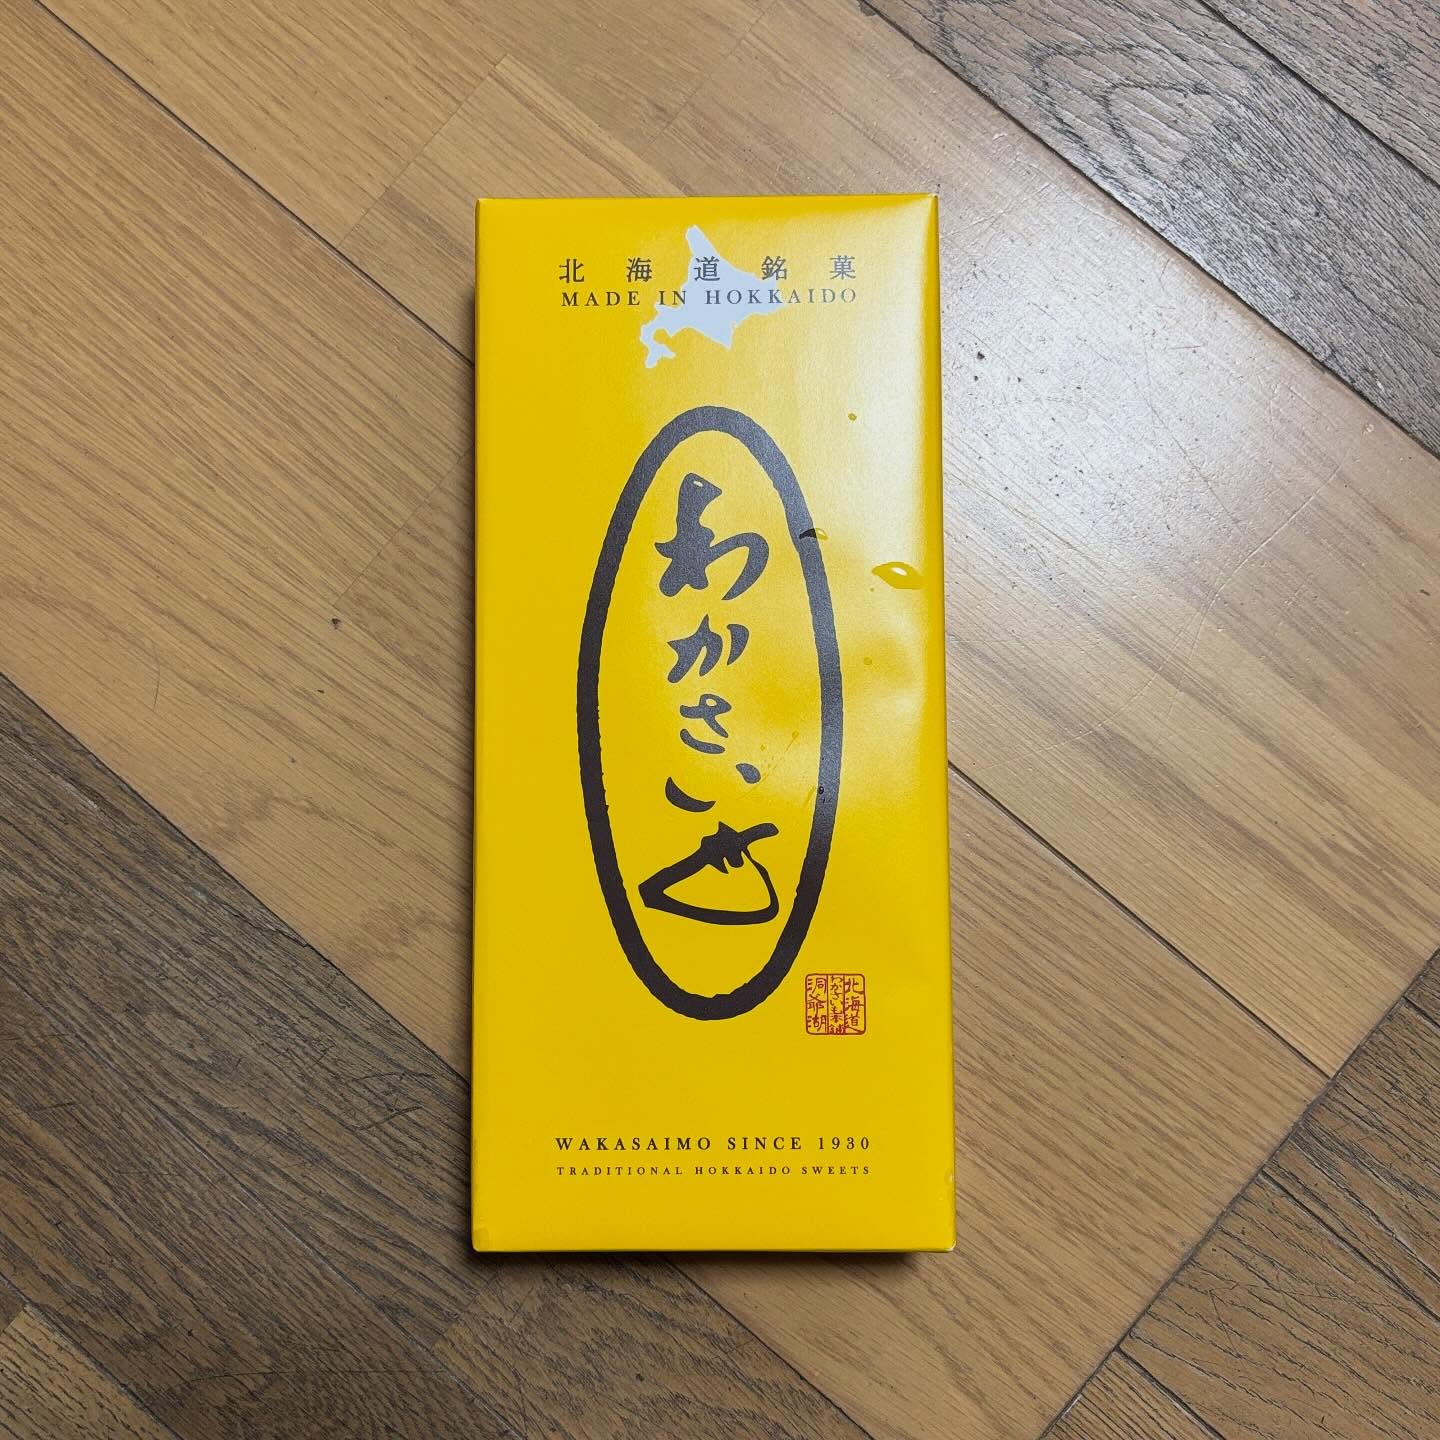 北海道銘菓
MADE IN HOKKAIDO
わかさいも
北海道
わかさいも本舗
洞爺湖
WAKASAIMO SINCE 1930
TRADITIONAL HOKKAIDO SWEETS